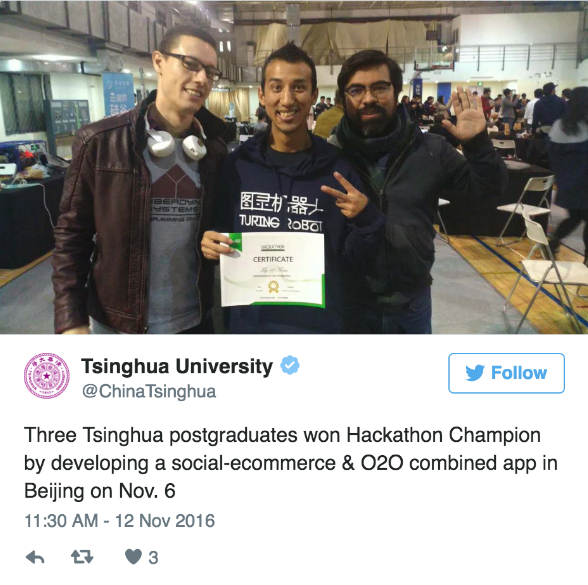 CYBERDYNE
SYSTEMS
图灵机器人
TURING ROBOT
HACKATHON
CERTIFICATE
Tsinghua University
@ChinaTsinghua
Follow
Three Tsinghua postgraduates won Hackathon Champion
by developing a social-ecommerce & O2O combined app in
Beijing on Nov. 6
11:30 AM - 12 Nov 2016
3